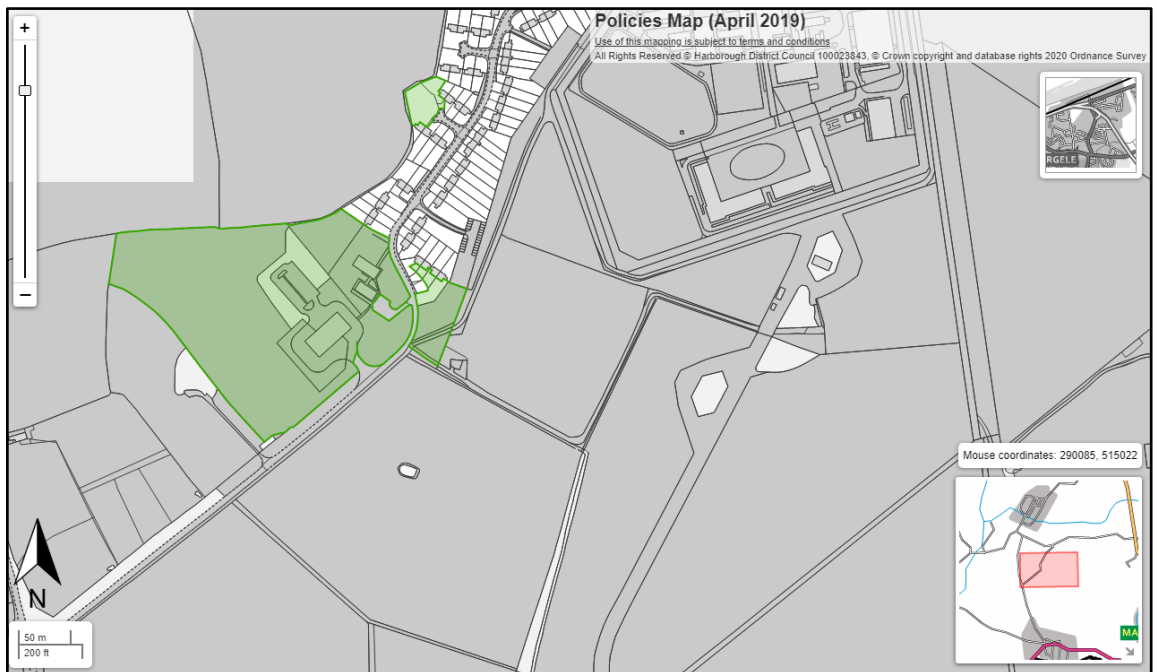 +
Policies Map (April 2019)
Use of this mapping is subject to terms and conditions
All Rights Reserved © Harborough District Council 100023843, © Crown copyright and database rights 2020 Ordnance Survey
RGELE
−
Mouse coordinates: 290085, 515022
N
50 m
200 ft
MA